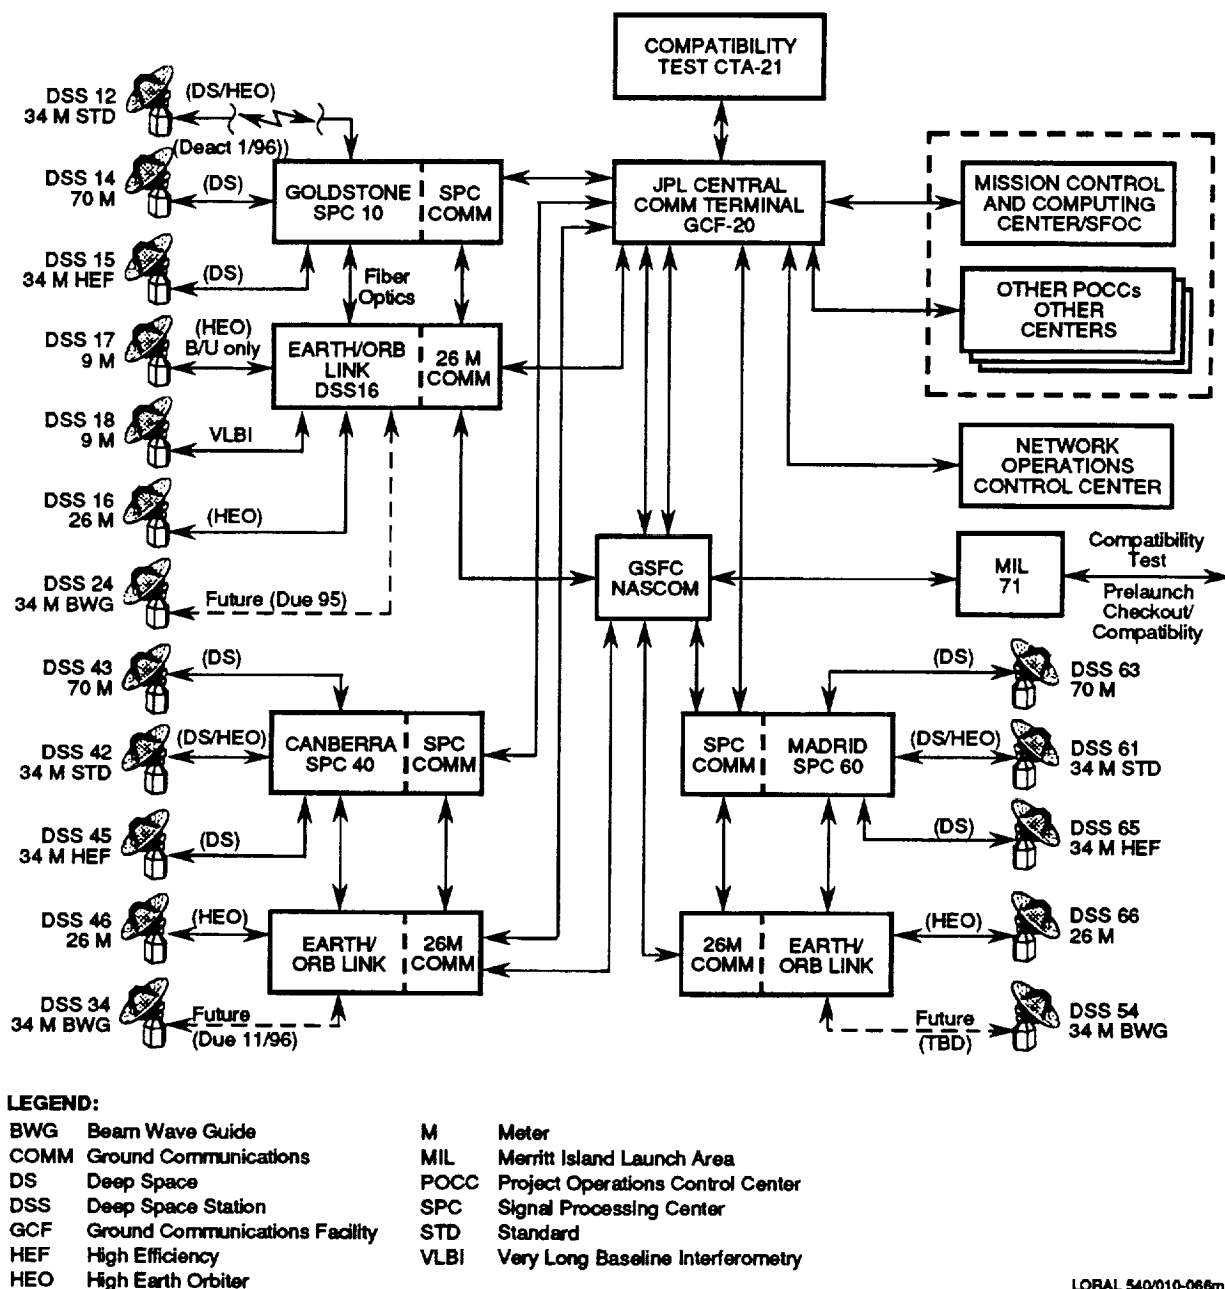 COMPATIBILITY
TEST CTA-21
DSS 12
34 M STD
(DS/HEO)
(Deact 1/96))
DSS 14
70 M
(DS)
GOLDSTONE
SPC 10
SPC
COMM
JPL CENTRAL
COMM TERMINAL
GCF-20
MISSION CONTROL
AND COMPUTING
CENTER/SFOC
DSS 15
34 M HEF
(DS)
Fiber
Optics
OTHER POCCs
OTHER
CENTERS
DSS 17
9 M
(HEO)
B/U only
EARTH/ORB
LINK
DSS16
26 M
COMM
DSS 18
9 M
VLBI
NETWORK
OPERATIONS
CONTROL CENTER
DSS 16
26 M
(HEO)
GSFC
NASCOM
MIL
71
Compatibility
Test
Prelaunch
Checkout/
Compatibility
DSS 24
34 M BWG
Future (Due 95)
DSS 43
70 M
(DS)
(DS)
DSS 63
70 M
DSS 42
34 M STD
(DS/HEO)
CANBERRA
SPC 40
SPC
COMM
SPC
COMM
MADRID
SPC 60
(DS/HEO)
DSS 61
34 M STD
DSS 45
34 M HEF
(DS)
(DS)
DSS 65
34 M HEF
DSS 46
26 M
(HEO)
EARTH/
ORB LINK
26M
COMM
26M
COMM
EARTH/
ORB LINK
(HEO)
DSS 66
26 M
DSS 34
34 M BWG
Future
(Due 11/96)
Future
(TBD)
DSS 54
34 M BWG
LEGEND:
BWG Beam Wave Guide
COMM Ground Communications
DS Deep Space
DSS Deep Space Station
GCF Ground Communications Facility
HEF High Efficiency
HEO High Earth Orbiter
M Meter
MIL Merritt Island Launch Area
POCC Project Operations Control Center
SPC Signal Processing Center
STD Standard
VLBI Very Long Baseline Interferometry
LORAL 540/010-066m